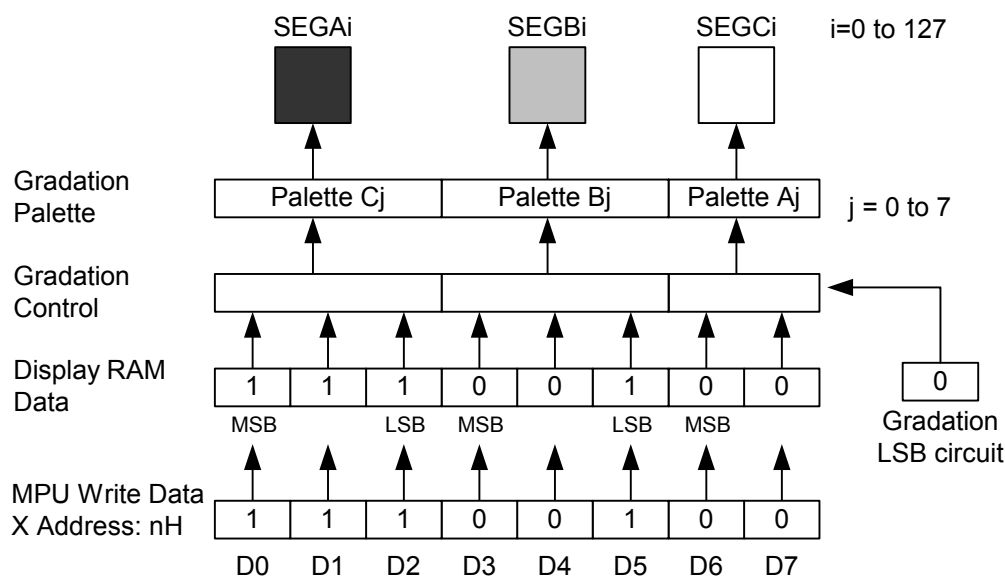 SEGAi SEGBi SEGCi i=0 to 127
Gradation
Palette
Palette Cj Palette Bj Palette Aj
j = 0 to 7
Gradation
Control
Display RAM
Data
1 1 1 0 0 1 0 0
MSB LSB MSB LSB MSB
0
Gradation
LSB circuit
MPU Write Data
X Address: nH
1 1 1 0 0 1 0 0
D0 D1 D2 D3 D4 D5 D6 D7